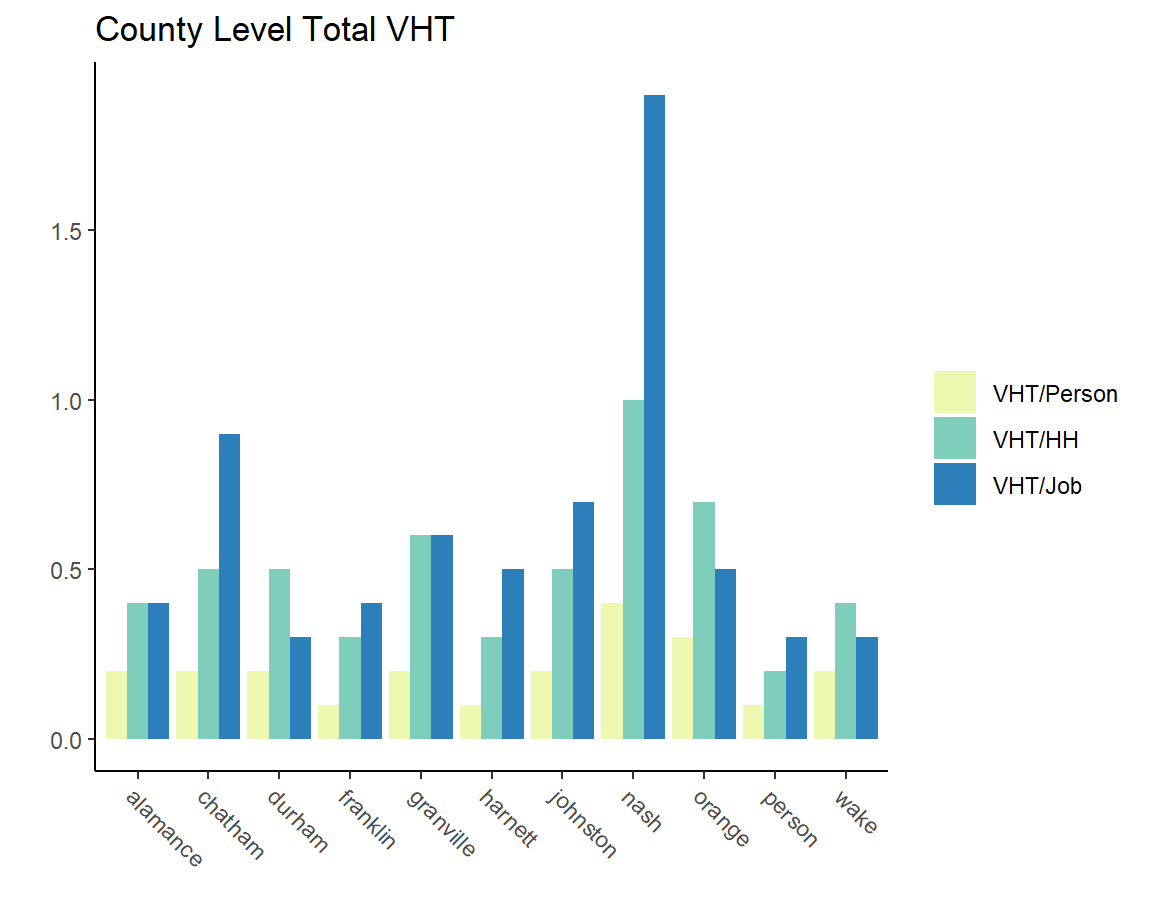 County Level Total VHT
1.5
1.0
0.5
0.0
alamance
chatham
durham
franklin
granville
harnett
johnston
nash
orange
person
wake
VHT/Person
VHT/HH
VHT/Job